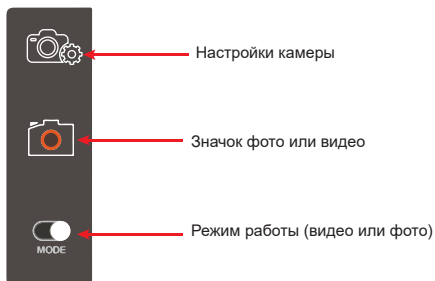 Настройки камеры
Значок фото или видео
Режим работы (видео или фото)
MODE